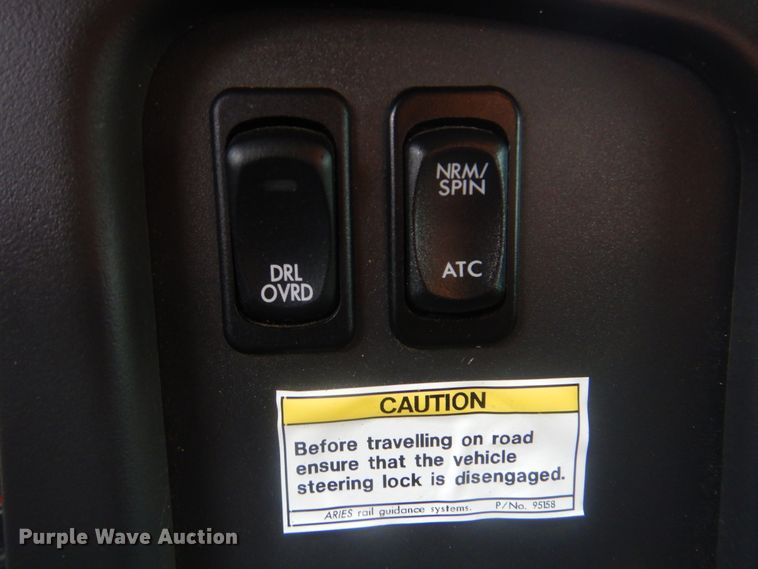 NRM/
SPIN
DRL
OVRD
ATC
CAUTION
Before travelling on road
ensure that the vehicle
steering lock is disengaged.
ARIES rail guidance systems. P/No. 95158
Purple Wave Auction